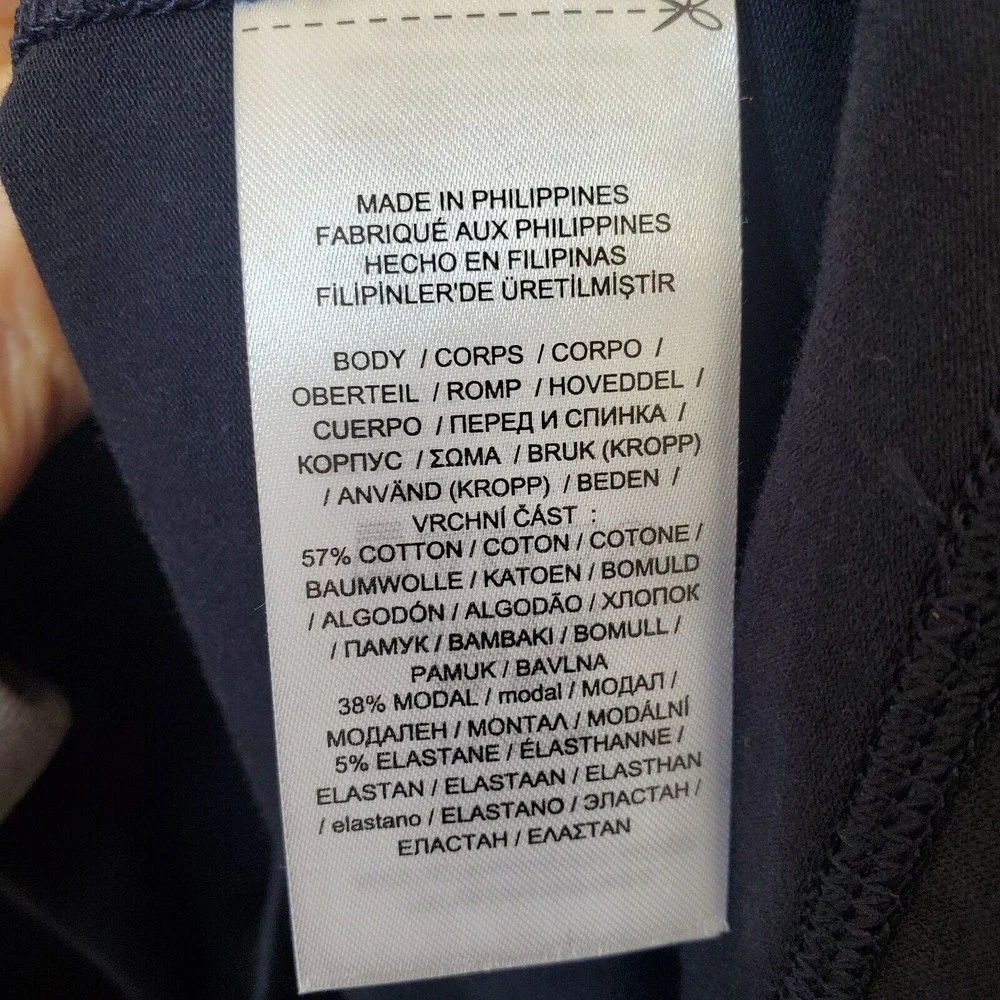 MADE IN PHILIPPINES
FABRIQUÉ AUX PHILIPPINES
HECHO EN FILIPINAS
FİLİPİNLER'DE ÜRETİLMİŞTİR
BODY / CORPS / CORPO /
OBERTEIL / ROMP / HOVEDDEL /
CUERPO / ПЕРЕД И СПИНКА /
КОРПУС / ΣΩΜΑ / BRUK (KROPP)
/ ANVÄND (KROPP) / BEDEN /
VRCHNÍ ČÁST :
57% COTTON / COTON / COTONE /
BAUMWOLLE / KATOEN / BOMULD
/ ALGODÓN / ALGODÃO / ХЛОПОК
/ ПАМУК / ΒΑΜΒΑΚΙ / BOMULL /
PAMUK / BAVLNA
38% MODAL / modal / МОДАЛ /
МОДАЛЕН / ΜΟΝΤΑΛ / MODÁLNÍ
5% ELASTANE / ÉLASTHANNE /
ELASTAN / ELASTAAN / ELASTHAN
/ elastano / ELASTANO / ЭЛАСТАН /
ЕЛАСТАН / ΕΛΑΣΤΑΝ